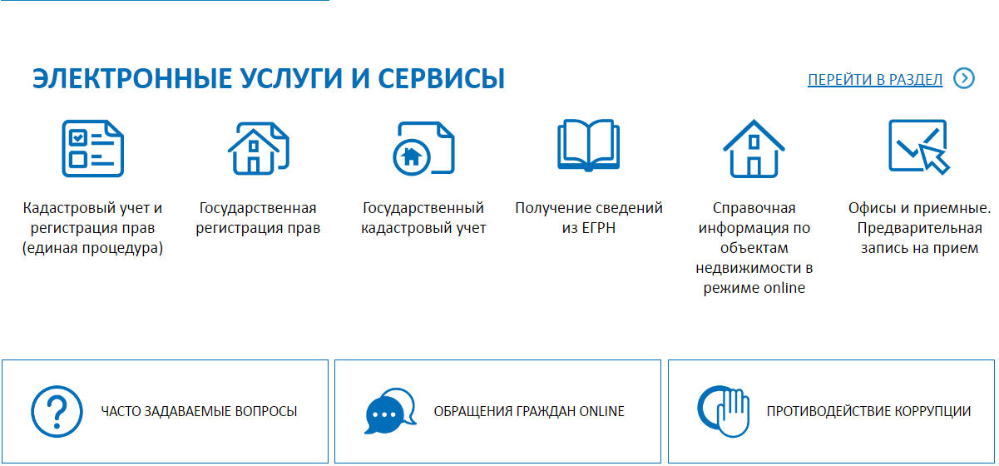 ЭЛЕКТРОННЫЕ УСЛУГИ И СЕРВИСЫ
ПЕРЕЙТИ В РАЗДЕЛ
Кадастровый учет и
регистрация прав
(единая процедура)
Государственная
регистрация прав
Государственный
кадастровый учет
Получение сведений
из ЕГРН
Справочная
информация по
объектам
недвижимости в
режиме online
Офисы и приемные.
Предварительная
запись на прием
ЧАСТО ЗАДАВАЕМЫЕ ВОПРОСЫ
ОБРАЩЕНИЯ ГРАЖДАН ONLINE
ПРОТИВОДЕЙСТВИЕ КОРРУПЦИИ